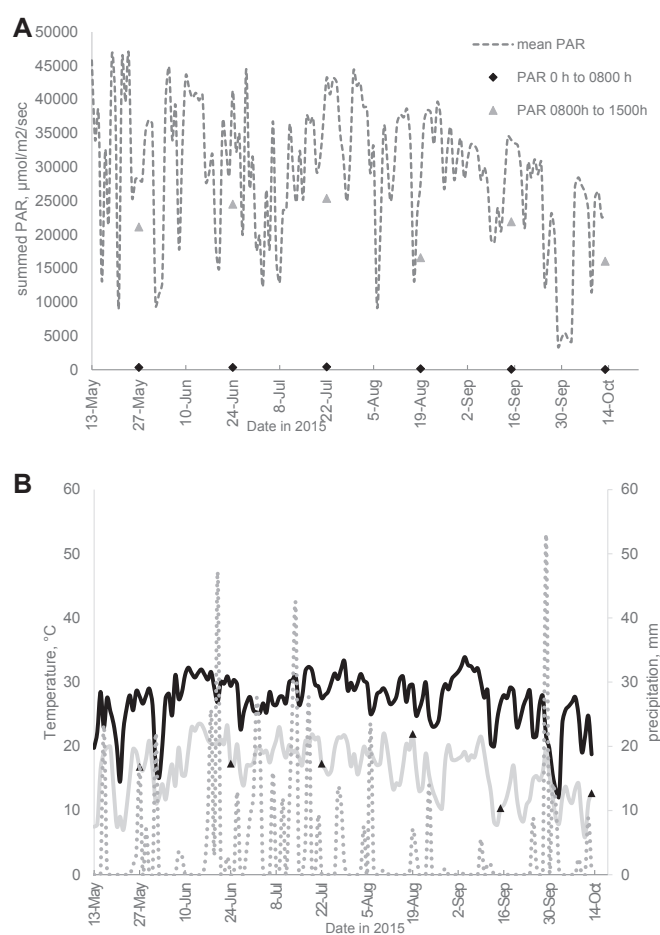 A
50000
45000
40000
35000
30000
25000
20000
15000
10000
5000
0
summed PAR, µmol/m2/sec
mean PAR
PAR 0 h to 0800 h
PAR 0800h to 1500h
13-May
27-May
10-Jun
24-Jun
8-Jul
22-Jul
5-Aug
19-Aug
2-Sep
16-Sep
30-Sep
14-Oct
Date in 2015
B
60
50
40
30
20
10
0
Temperature, °C
60
50
40
30
20
10
0
precipitation, mm
13-May
27-May
10-Jun
24-Jun
8-Jul
22-Jul
5-Aug
19-Aug
2-Sep
16-Sep
30-Sep
14-Oct
Date in 2015